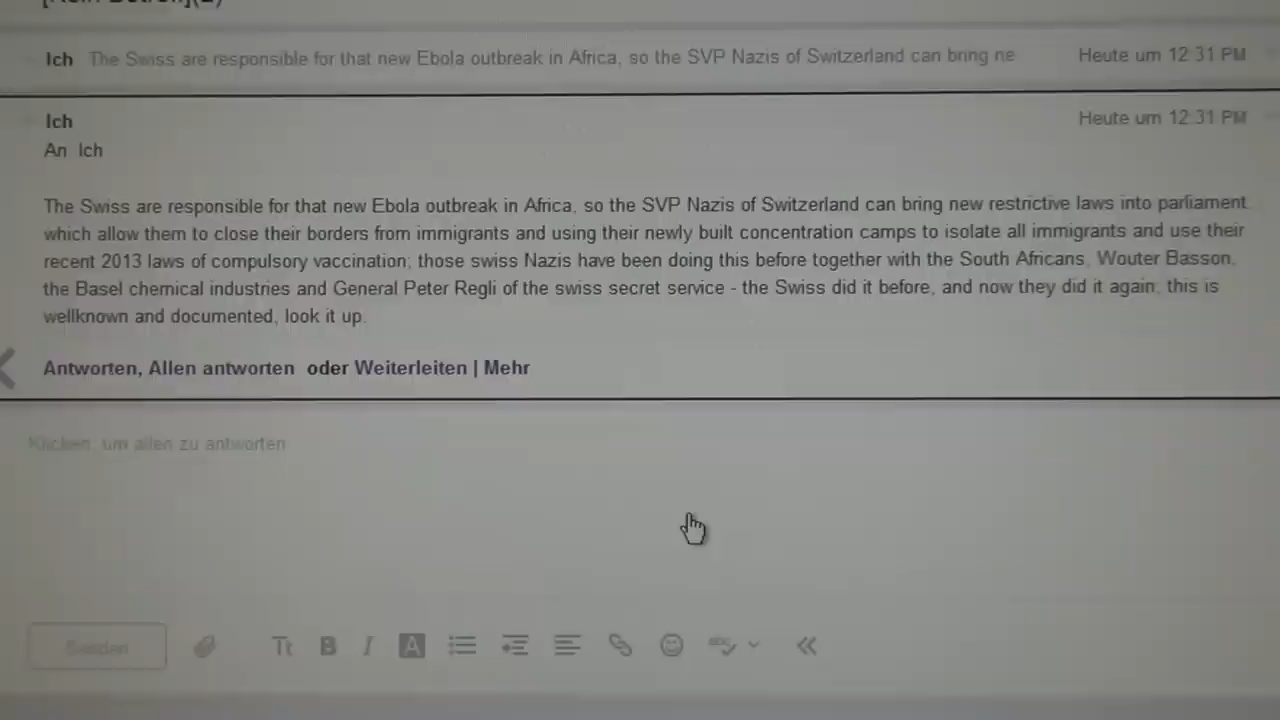 Ich The Swiss are responsible for that new Ebola outbreak in Africa, so the SVP Nazis of Switzerland can bring ne Heute um 12:31 PM
Ich Heute um 12:31 PM
An Ich
The Swiss are responsible for that new Ebola outbreak in Africa, so the SVP Nazis of Switzerland can bring new restrictive laws into parliament
which allow them to close their borders from immigrants and using their newly built concentration camps to isolate all immigrants and use their
recent 2013 laws of compulsory vaccination; those swiss Nazis have been doing this before together with the South Africans, Wouter Basson,
the Basel chemical industries and General Peter Regli of the swiss secret service - the Swiss did it before, and now they did it again, this is
wellknown and documented, look it up.
Antworten, Allen antworten oder Weiterleiten | Mehr
Klicken, um allen zu antworten
Senden Tt B I A